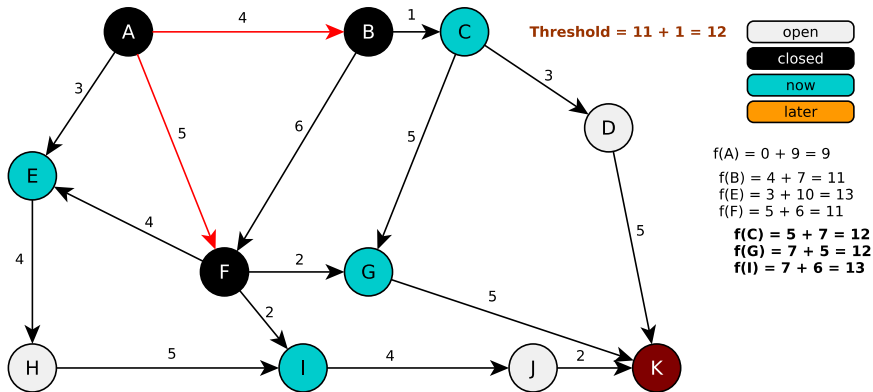 4
1
A
B
C
Threshold = 11 + 1 = 12
open
closed
now
later
3
3
5
6
5
D
f(A) = 0 + 9 = 9
f(B) = 4 + 7 = 11
f(E) = 3 + 10 = 13
f(F) = 5 + 6 = 11
E
4
5
f(C) = 5 + 7 = 12
f(G) = 7 + 5 = 12
f(I) = 7 + 6 = 13
4
2
F
G
2
5
5
4
2
H
I
J
K